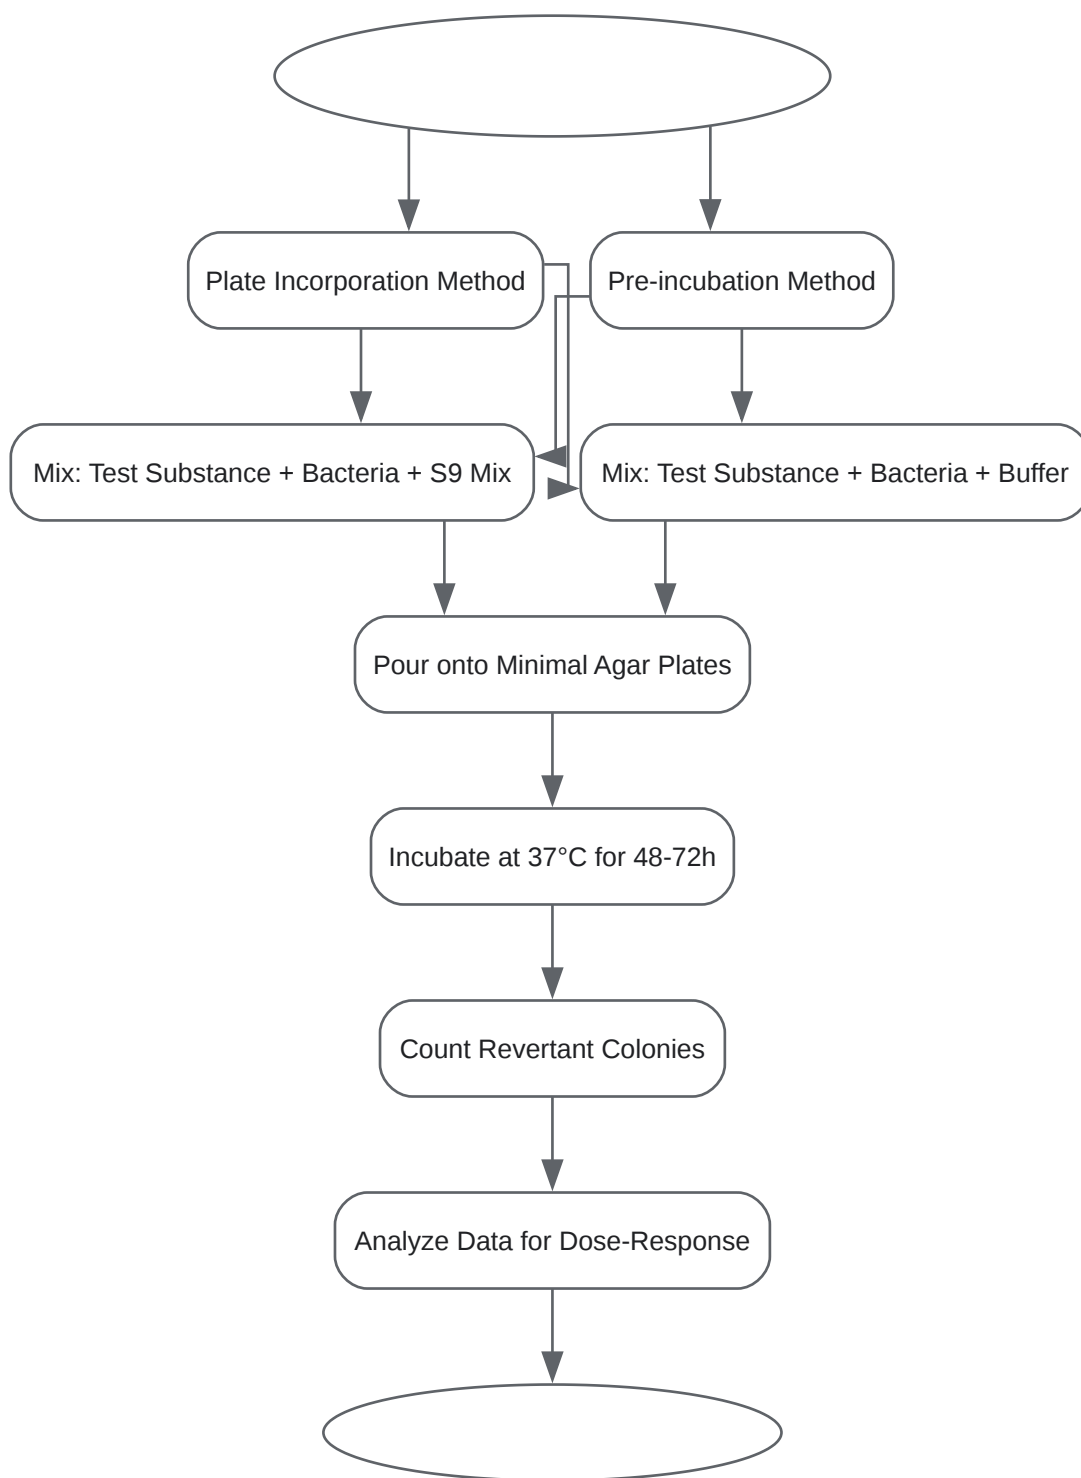 Plate Incorporation Method
Pre-incubation Method
Mix: Test Substance + Bacteria + S9 Mix
Mix: Test Substance + Bacteria + Buffer
Pour onto Minimal Agar Plates
Incubate at 37°C for 48-72h
Count Revertant Colonies
Analyze Data for Dose-Response